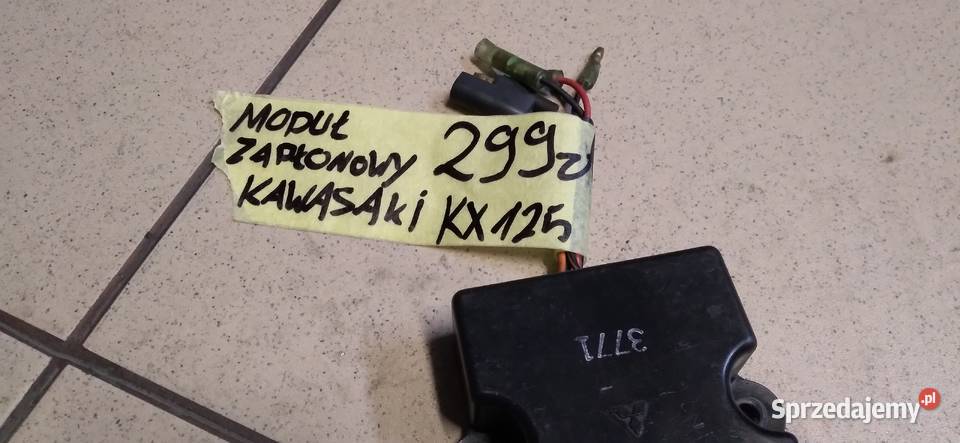 MODUŁ
ZAPŁONOWY 299zł
KAWASAKI KX125
3771
Sprzedajemy.pl